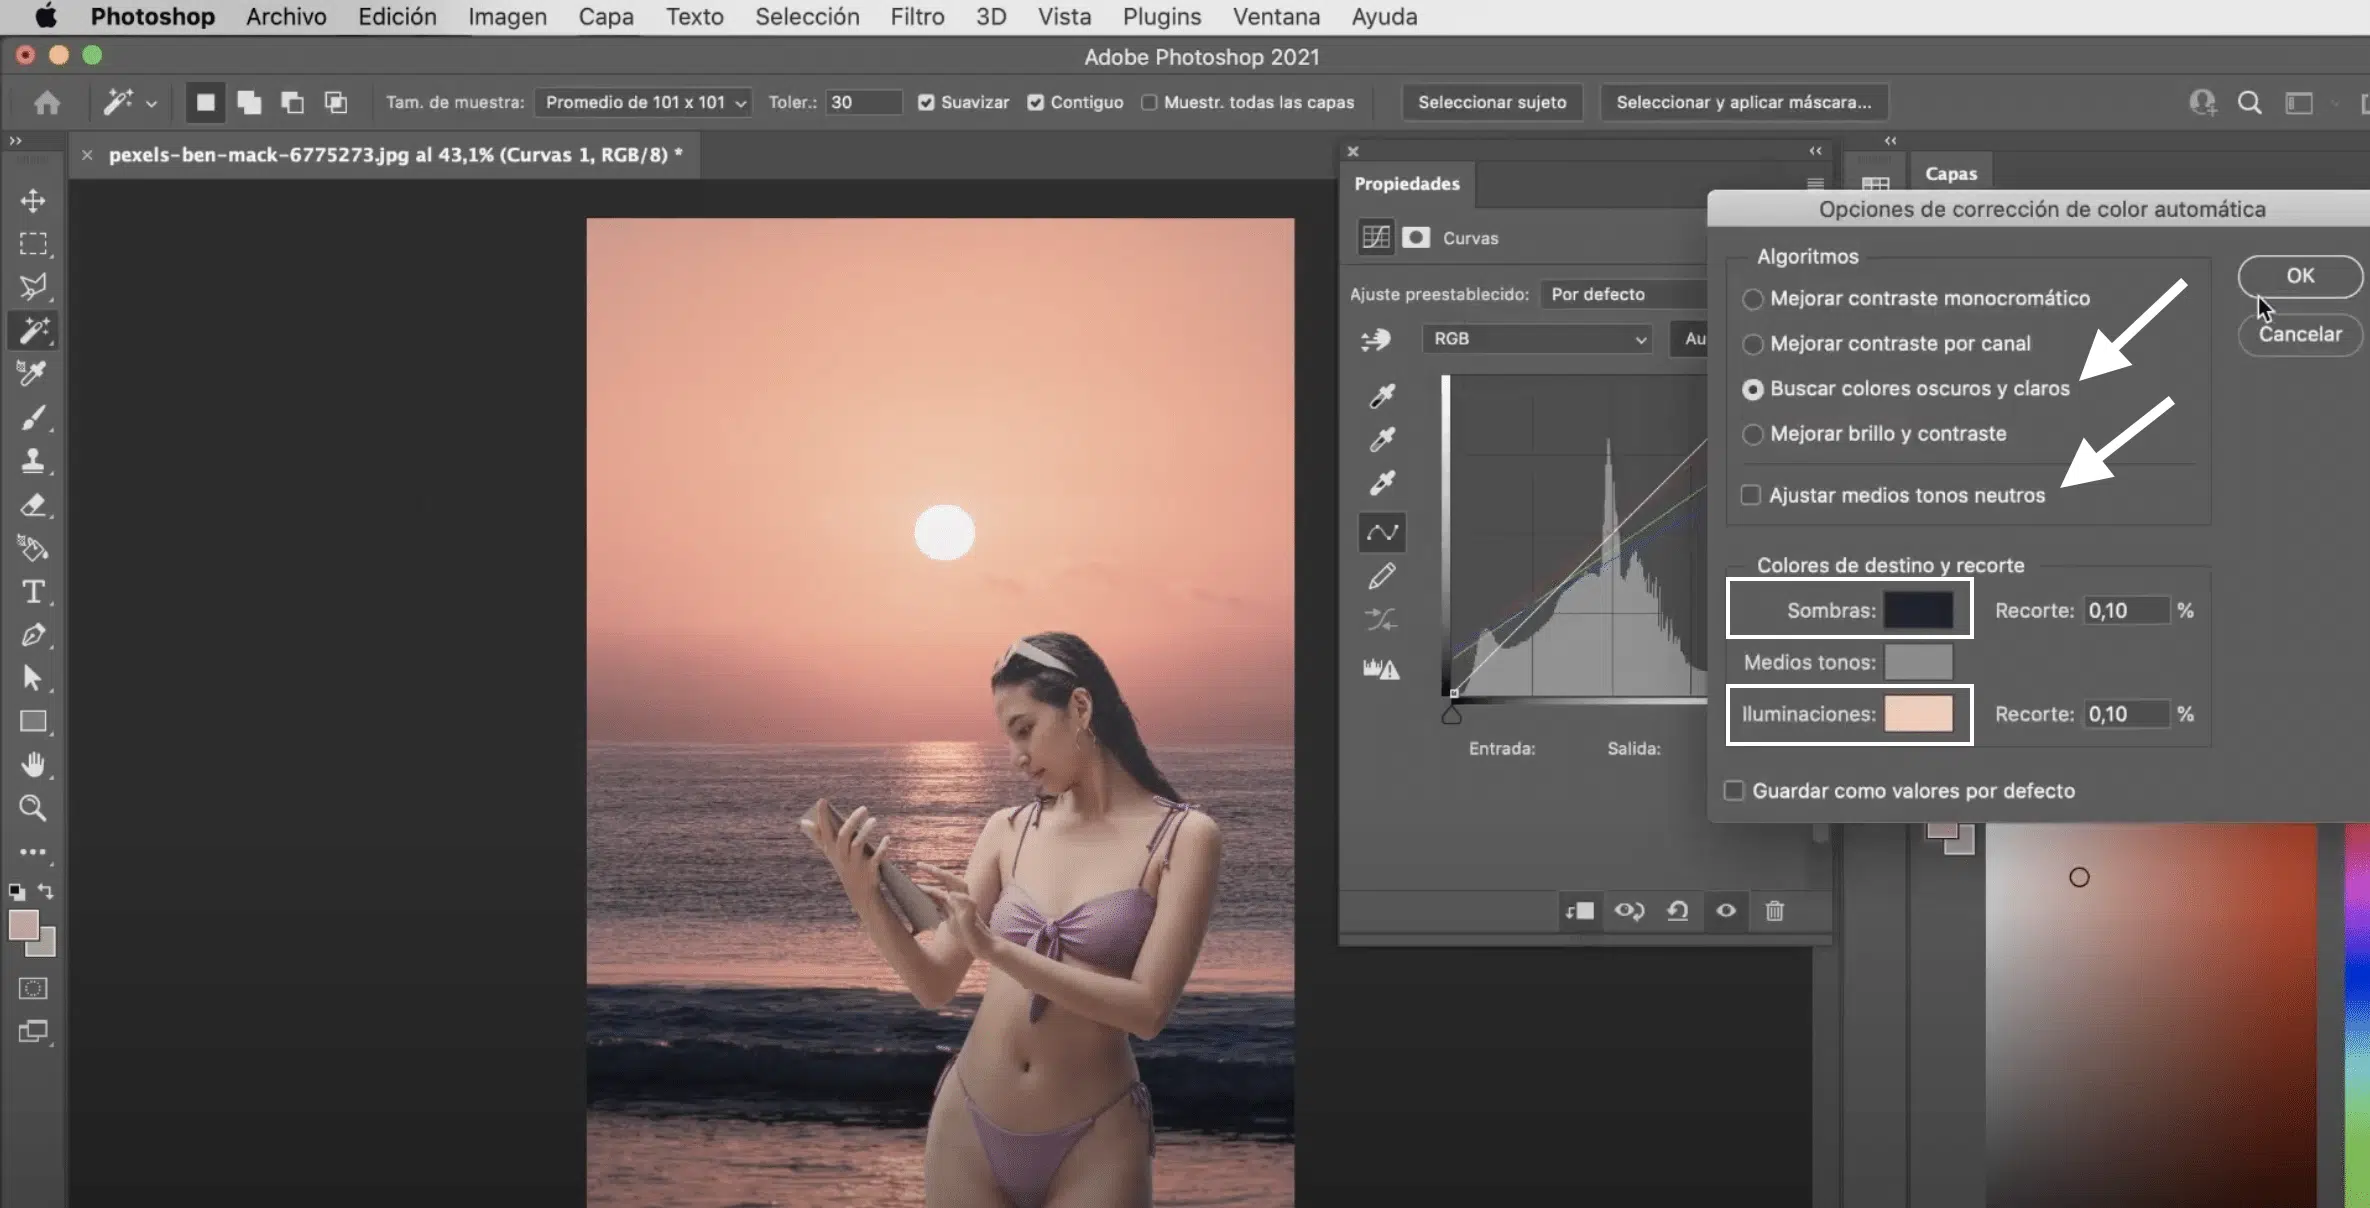 Photoshop Archivo Edición Imagen Capa Texto Selección Filtro 3D Vista Plugins Ventana Ayuda
Adobe Photoshop 2021
Tam. de muestra: Promedio de 101 x 101 Toler.: 30 Suavizar Contiguo Muestr. todas las capas Seleccionar sujeto Seleccionar y aplicar máscara...
pexels-ben-mack-6775273.jpg al 43,1% (Curvas 1, RGB/8) *
Propiedades
Capas
Curvas
Ajuste preestablecido: Por defecto
RGB
Au
Entrada: Salida:
Opciones de corrección de color automática
Algoritmos
OK
Mejorar contraste monocromático
Cancelar
Mejorar contraste por canal
Buscar colores oscuros y claros
Mejorar brillo y contraste
Ajustar medios tonos neutros
Colores de destino y recorte
Sombras: Recorte: 0,10 %
Medios tonos:
Iluminaciones: Recorte: 0,10 %
Guardar como valores por defecto